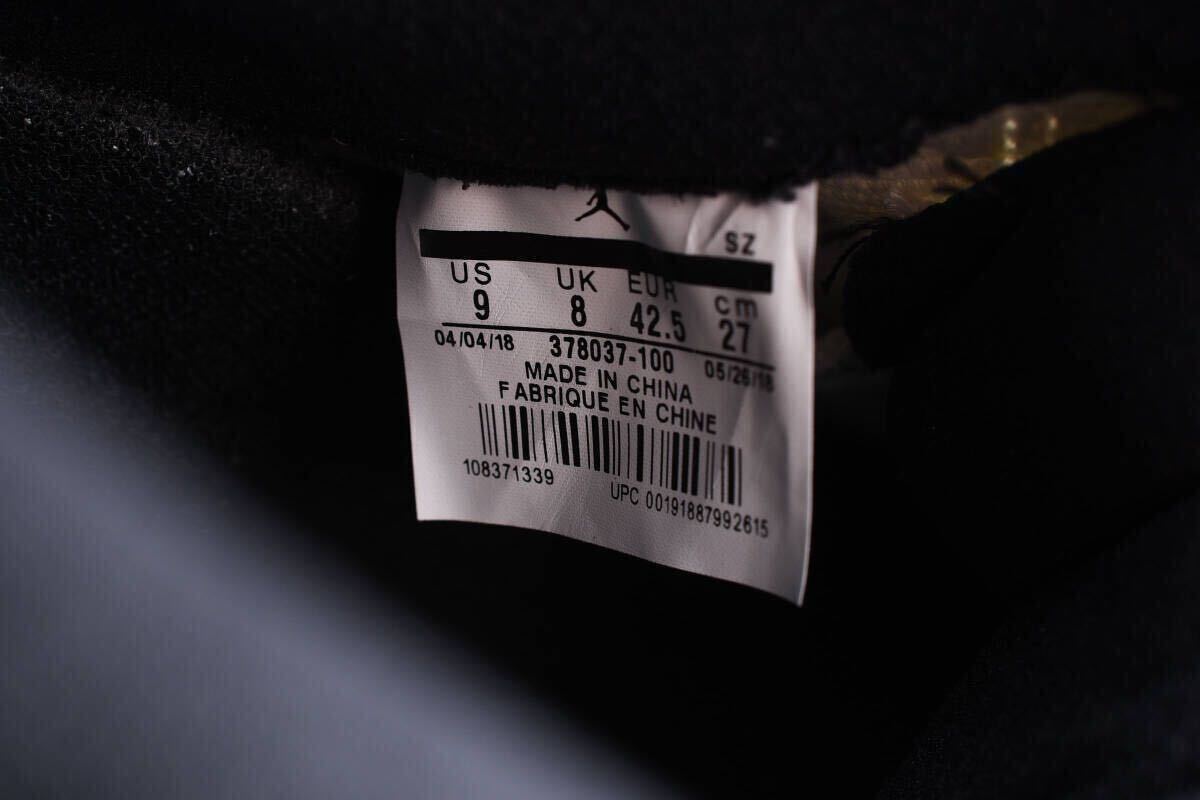 SZ
US UK EUR cm
9 8 42.5 27
04/04/18 378037-100 05/26/18
MADE IN CHINA
FABRIQUE EN CHINE
108371339 UPC 00191887992615